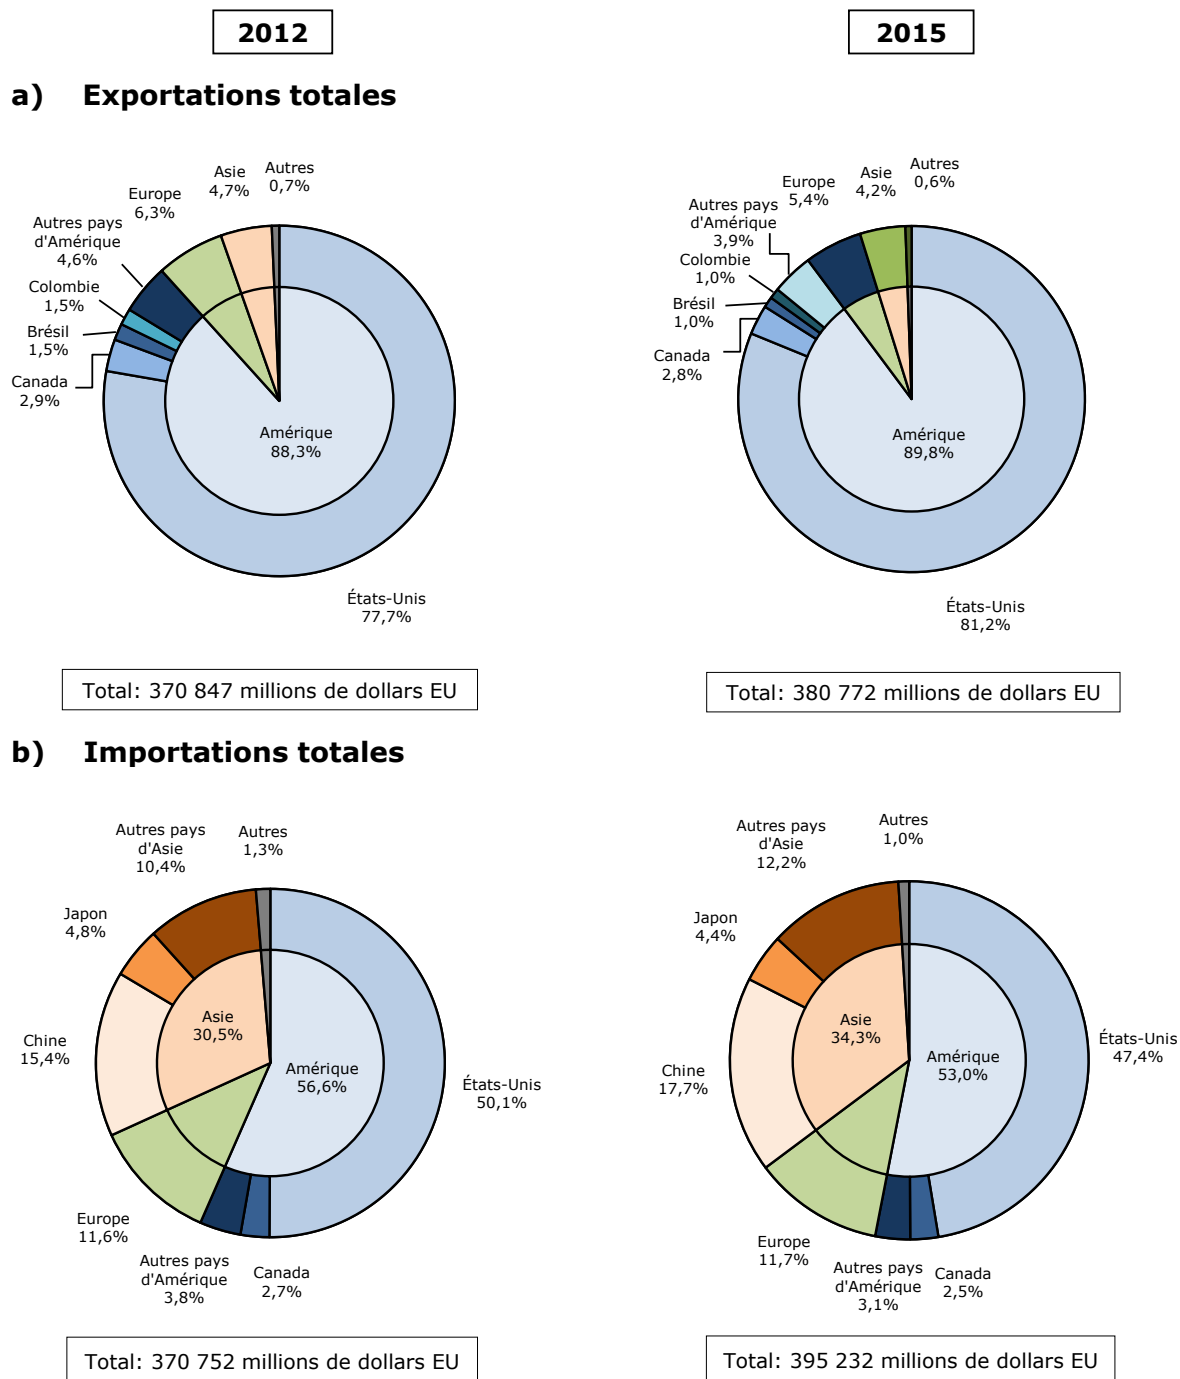 2012
2015
a) Exportations totales
Autres
0,7%
Asie
4,7%
Europe
6,3%
Autres pays
d'Amérique
4,6%
Colombie
1,5%
Brésil
1,5%
Canada
2,9%
Amérique
88,3%
États-Unis
77,7%
Total: 370 847 millions de dollars EU
Autres
0,6%
Asie
4,2%
Europe
5,4%
Autres pays
d'Amérique
3,9%
Colombie
1,0%
Brésil
1,0%
Canada
2,8%
Amérique
89,8%
États-Unis
81,2%
Total: 380 772 millions de dollars EU
b) Importations totales
Autres pays
d'Asie
10,4%
Autres
1,3%
Japon
4,8%
Asie
30,5%
Chine
15,4%
Amérique
56,6%
États-Unis
50,1%
Europe
11,6%
Autres pays
d'Amérique
3,8%
Canada
2,7%
Total: 370 752 millions de dollars EU
Autres pays
d'Asie
12,2%
Autres
1,0%
Japon
4,4%
Asie
34,3%
Chine
17,7%
Amérique
53,0%
États-Unis
47,4%
Europe
11,7%
Autres pays
d'Amérique
3,1%
Canada
2,5%
Total: 395 232 millions de dollars EU